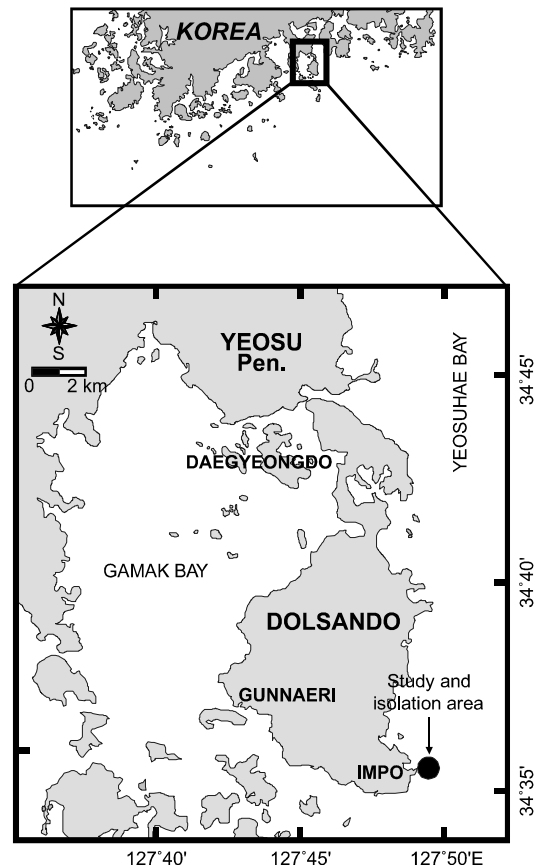 KOREA
N
S
0 2 km
YEOSU
Pen.
YEOSUHAE BAY
34°45'
DAEGYEONGDO
GAMAK BAY
34°40'
DOLSANDO
Study and
isolation area
GUNNAERI
IMPO
34°35'
127°40' 127°45' 127°50'E